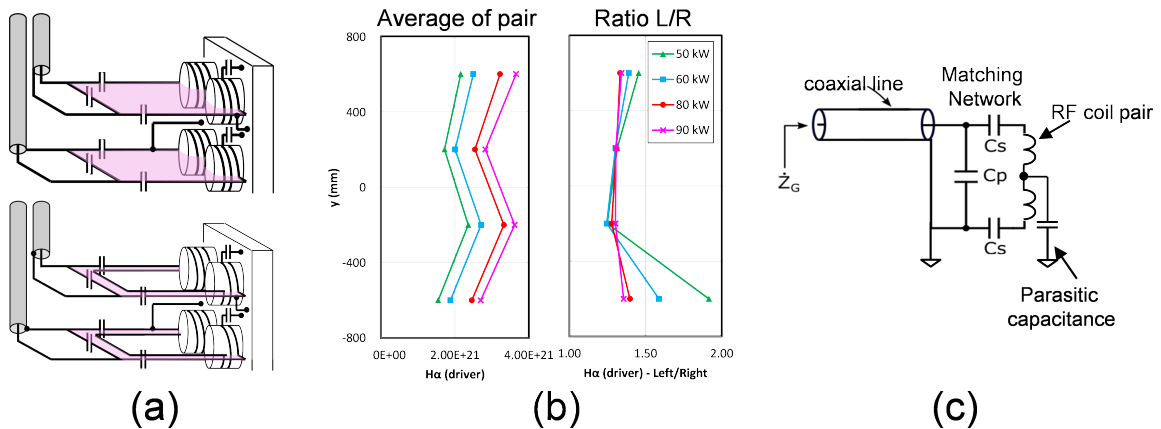 Average of pair
Ratio L/R
800
400
0
-400
-800
y (mm)
0E+00
2.00E+21
4.00E+21
Hα (driver)
50 kW
60 kW
80 kW
90 kW
1.00
1.50
2.00
Hα (driver) - Left/Right
coaxial line
Matching
Network
RF coil pair
Cs
Cp
Cs
ŻG
Parasitic
capacitance
(a)
(b)
(c)